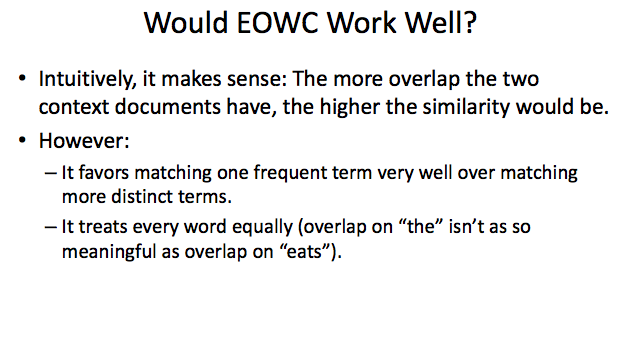 Would EOWC Work Well?
• Intuitively, it makes sense: The more overlap the two
context documents have, the higher the similarity would be.
• However:
– It favors matching one frequent term very well over matching
more distinct terms.
– It treats every word equally (overlap on “the” isn’t as so
meaningful as overlap on “eats”).